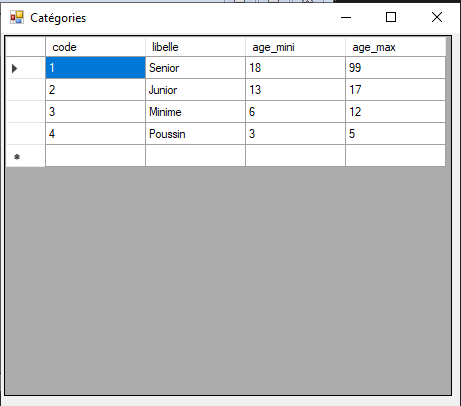 Catégories
code libelle age_mini age_max
1 Senior 18 99
2 Junior 13 17
3 Minime 6 12
4 Poussin 3 5